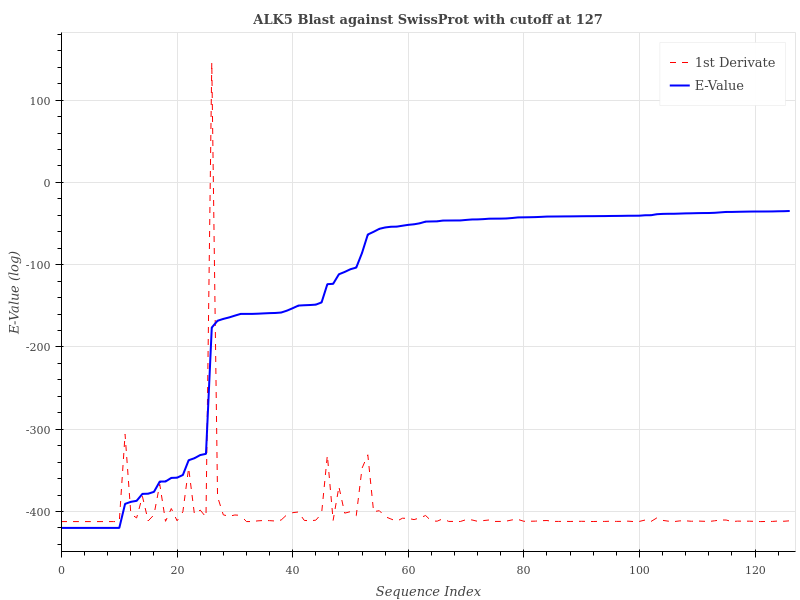 ALK5 Blast against SwissProt with cutoff at 127
1st Derivate
E-Value
E-Value (log)
100
0
-100
-200
-300
-400
0 20 40 60 80 100 120
Sequence Index